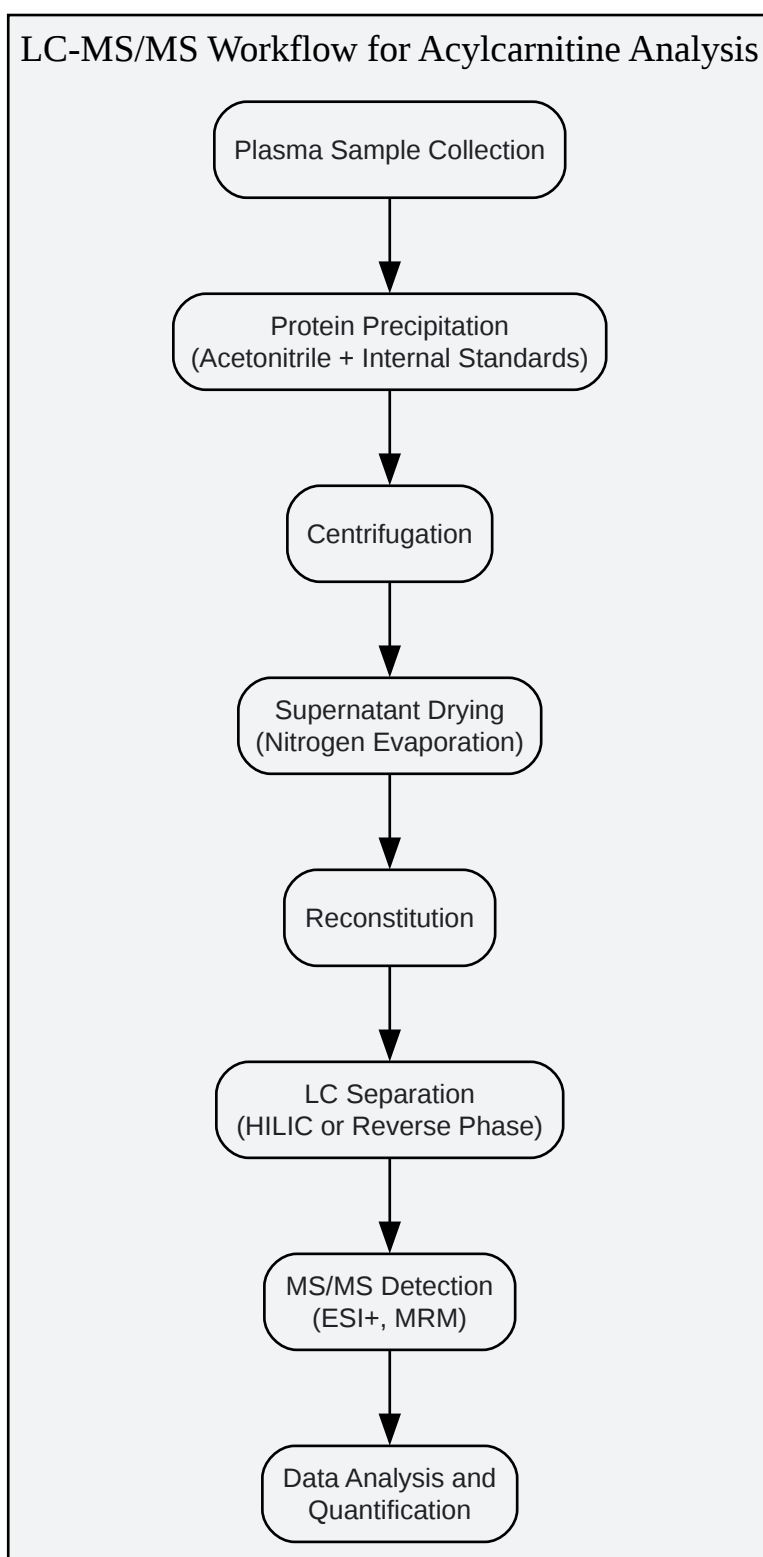 LC-MS/MS Workflow for Acylcarnitine Analysis
Plasma Sample Collection
Protein Precipitation
(Acetonitrile + Internal Standards)
Centrifugation
Supernatant Drying
(Nitrogen Evaporation)
Reconstitution
LC Separation
(HILIC or Reverse Phase)
MS/MS Detection
(ESI+, MRM)
Data Analysis and
Quantification